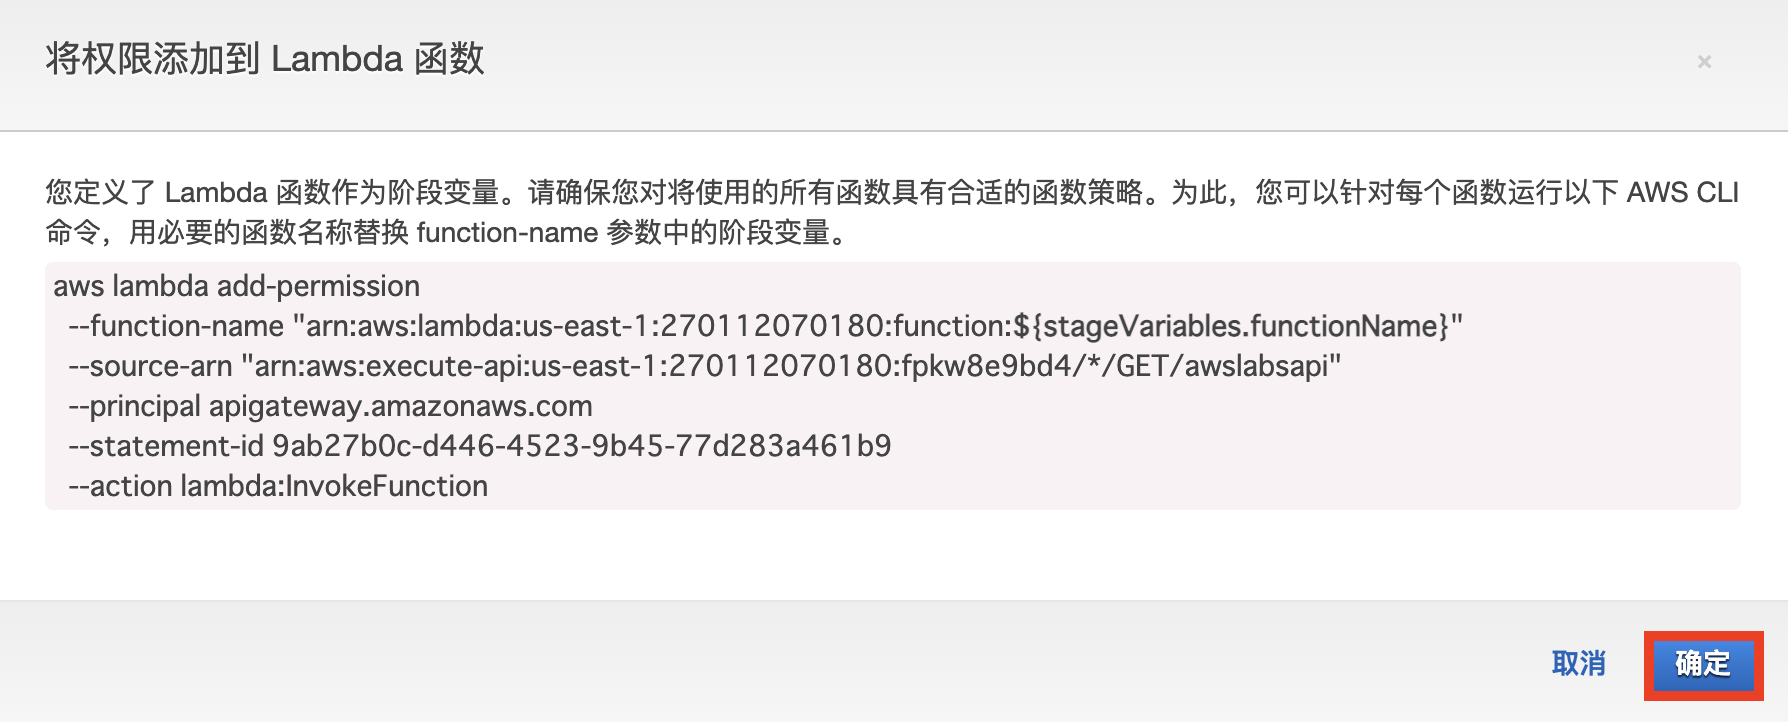 将权限添加到 Lambda 函数
×
您定义了 Lambda 函数作为阶段变量。请确保您对将使用的所有函数具有合适的函数策略。为此，您可以针对每个函数运行以下 AWS CLI
命令，用必要的函数名称替换 function-name 参数中的阶段变量。
aws lambda add-permission
--function-name "arn:aws:lambda:us-east-1:270112070180:function:${stageVariables.functionName}"
--source-arn "arn:aws:execute-api:us-east-1:270112070180:fpkw8e9bd4/*/GET/awslabsapi"
--principal apigateway.amazonaws.com
--statement-id 9ab27b0c-d446-4523-9b45-77d283a461b9
--action lambda:InvokeFunction
取消 确定